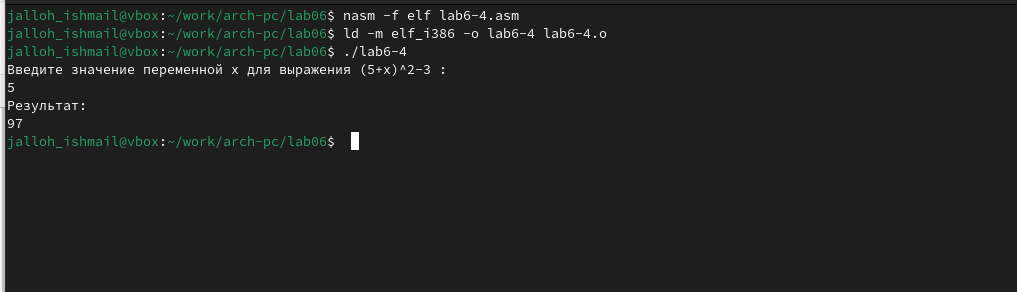 jalloh_ishmail@vbox:~/work/arch-pc/lab06$ nasm -f elf lab6-4.asm
jalloh_ishmail@vbox:~/work/arch-pc/lab06$ ld -m elf_i386 -o lab6-4 lab6-4.o
jalloh_ishmail@vbox:~/work/arch-pc/lab06$ ./lab6-4
Введите значение переменной х для выражения (5+x)^2-3 :
5
Результат:
97
jalloh_ishmail@vbox:~/work/arch-pc/lab06$